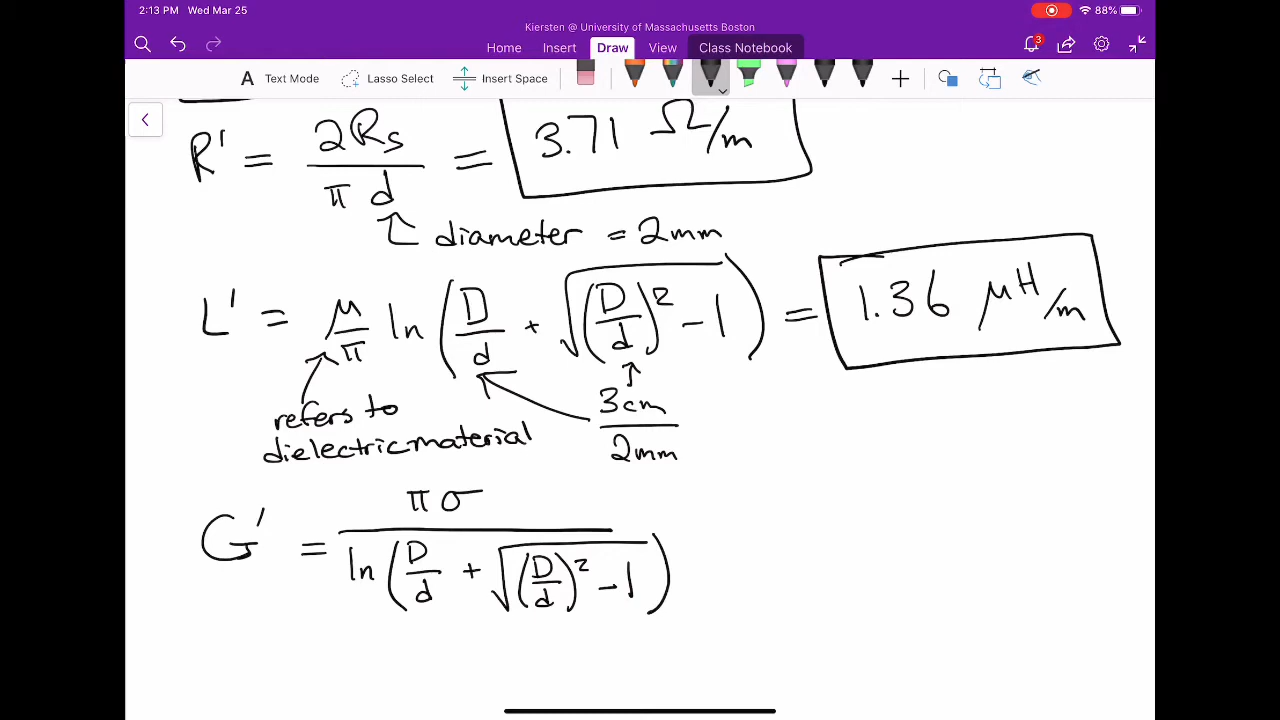 2:13 PM Wed Mar 25
88%
Kiersten @ University of Massachusetts Boston
Home Insert Draw View Class Notebook
3
A Text Mode Lasso Select Insert Space
R' = 2Rs / π d = 3.71 Ω/m
diameter = 2mm
L' = μ/π ln(D/d + √((D/d)² - 1)) = 1.36 μH/m
refers to
dielectric material
3cm
2mm
G' = πσ / ln(D/d + √((D/d)² - 1))